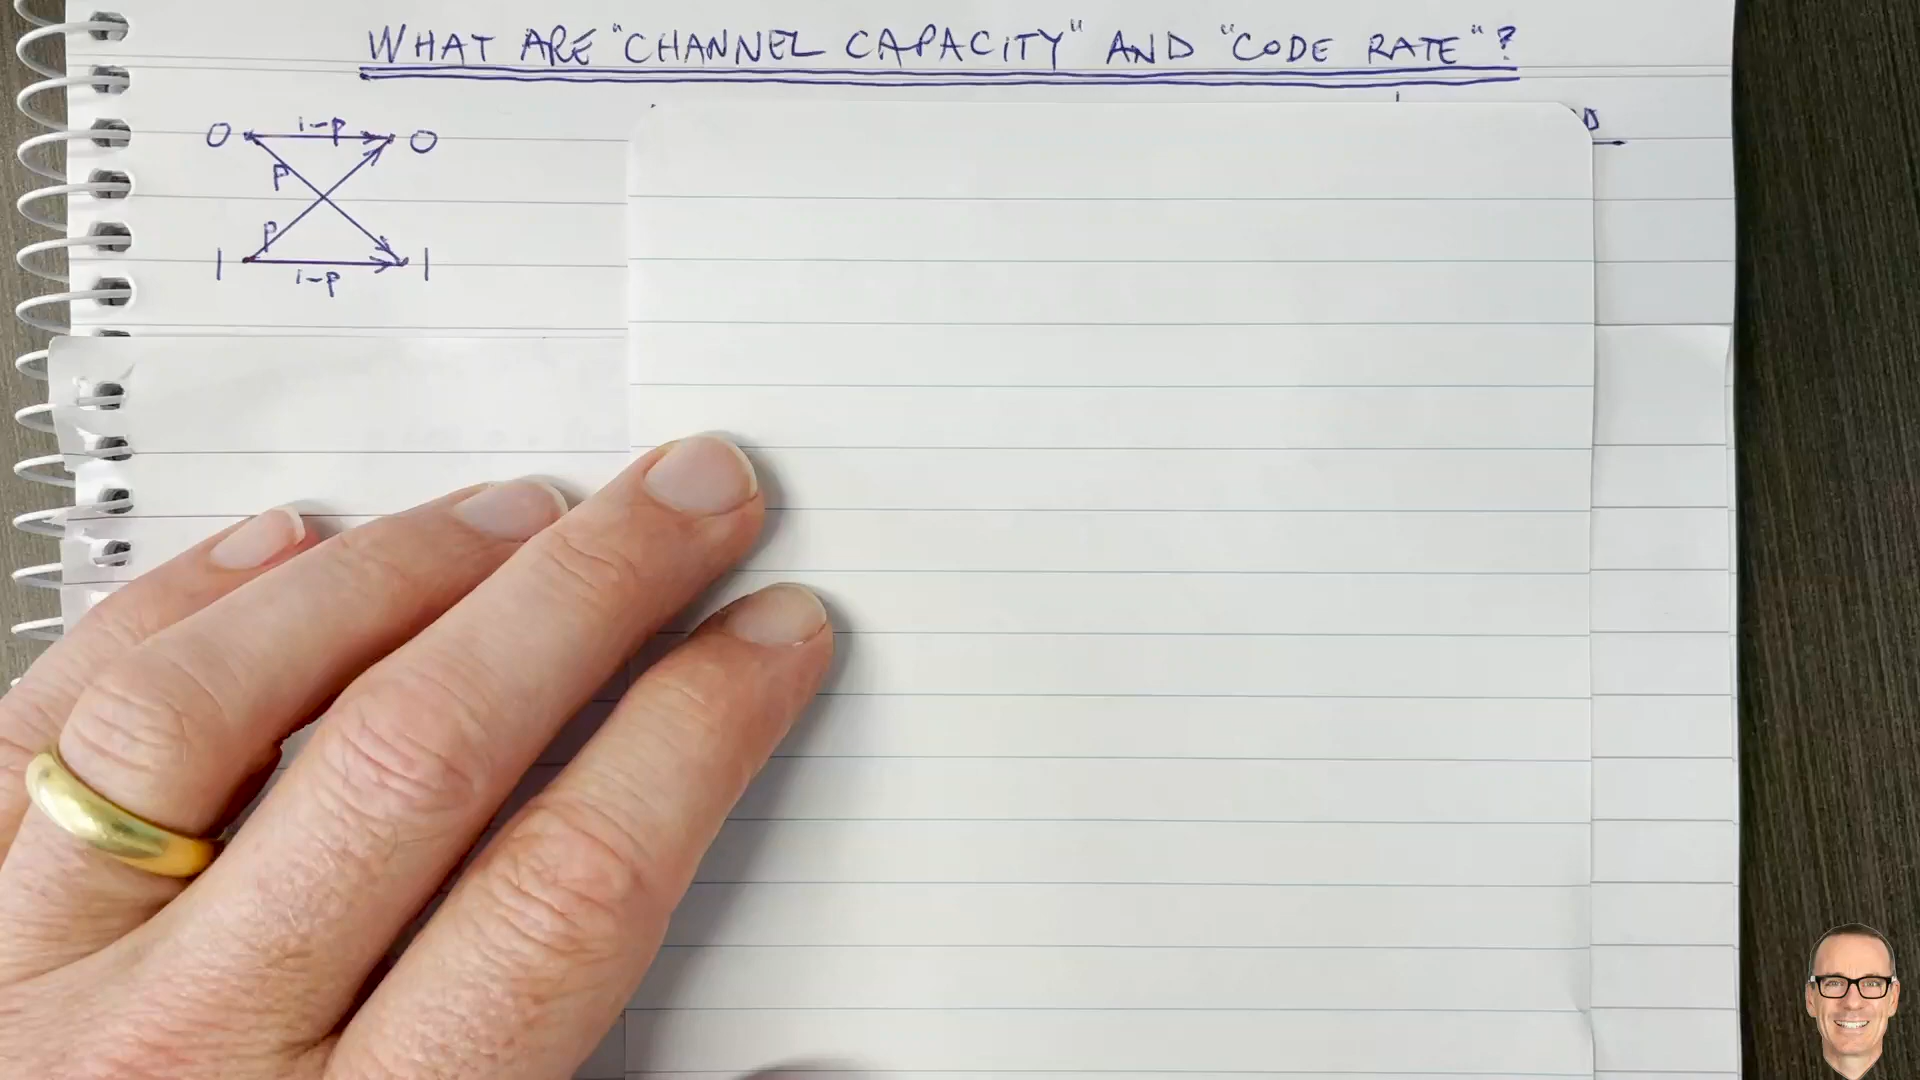 WHAT ARE "CHANNEL CAPACITY" AND "CODE RATE"?
0 1-p 0
p
p
1 1-p 1